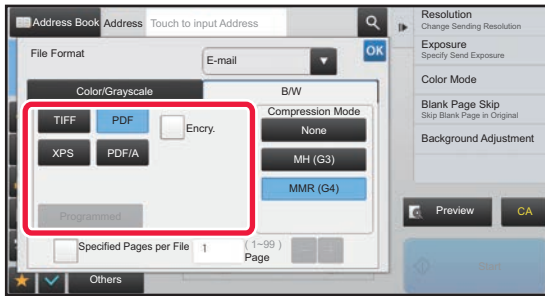 Address Book Address Touch to input Address
File Format
E-mail
OK
Color/Grayscale
B/W
TIFF PDF Encry.
XPS PDF/A
Programmed
Compression Mode
None
MH (G3)
MMR (G4)
Specified Pages per File 1 (1~99)
Page
Others
Resolution
Change Sending Resolution
Exposure
Specify Send Exposure
Color Mode
Blank Page Skip
Skip Blank Page in Original
Background Adjustment
Preview CA
Start